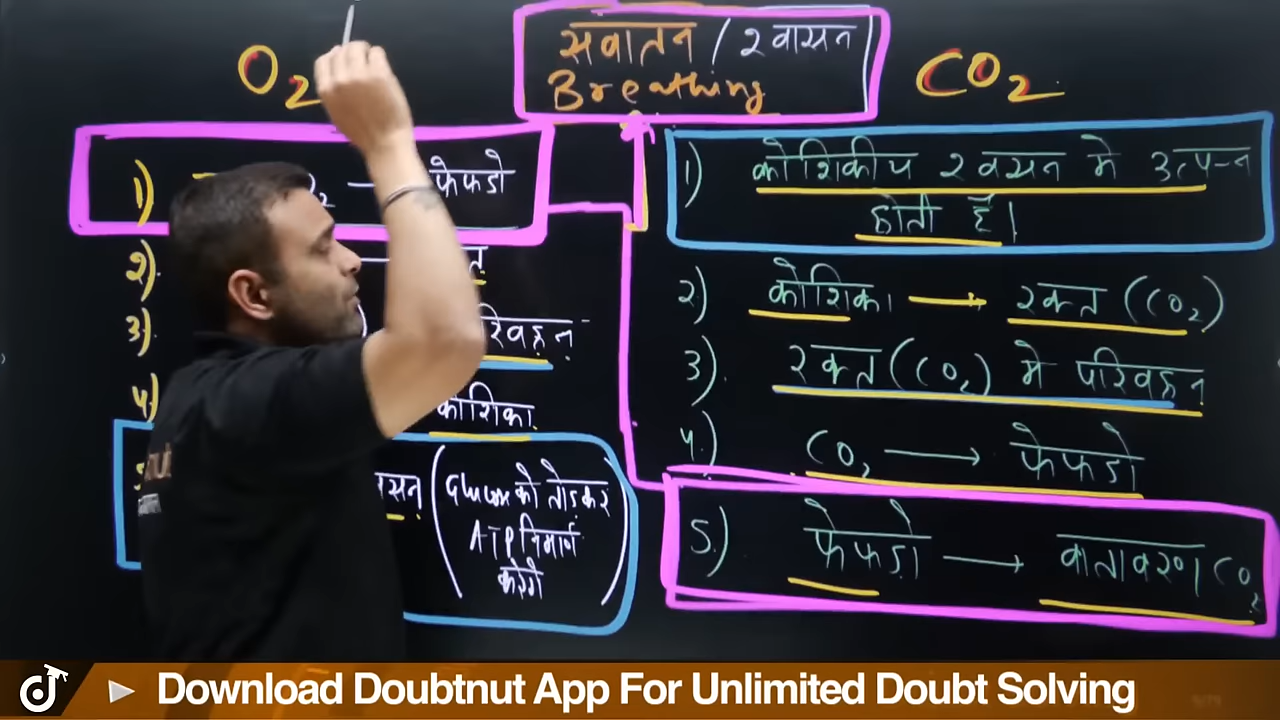 संवातन / श्वासन
Breathing
O₂
CO₂
1) O₂ — फेफडो
2)
3) परिवहन
4) कोशिका
श्वसन (Glucose को तोड़कर
ATP निर्माण
करेगे)
1) कोशिकीय श्वसन मे उत्पन्न
होती है।
2) कोशिका → रक्त (CO₂)
3) रक्त (CO₂) मे परिवहन
4.) CO₂ → फेफडो
5.) फेफडो → वातावरण CO₂
Download Doubtnut App For Unlimited Doubt Solving